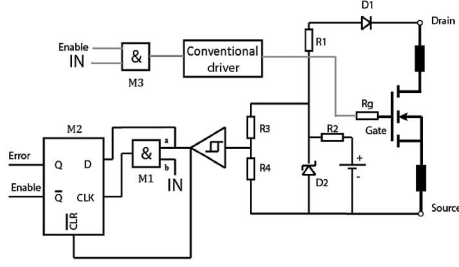 D1
Drain
R1
Enable
IN
&
M3
Conventional
driver
Rg
Gate
M2
R3
R2
Error
Q
D
&
a
b
M1
IN
R4
D2
+
-
Enable
Q̅
CLK
C̅L̅R̅
Source